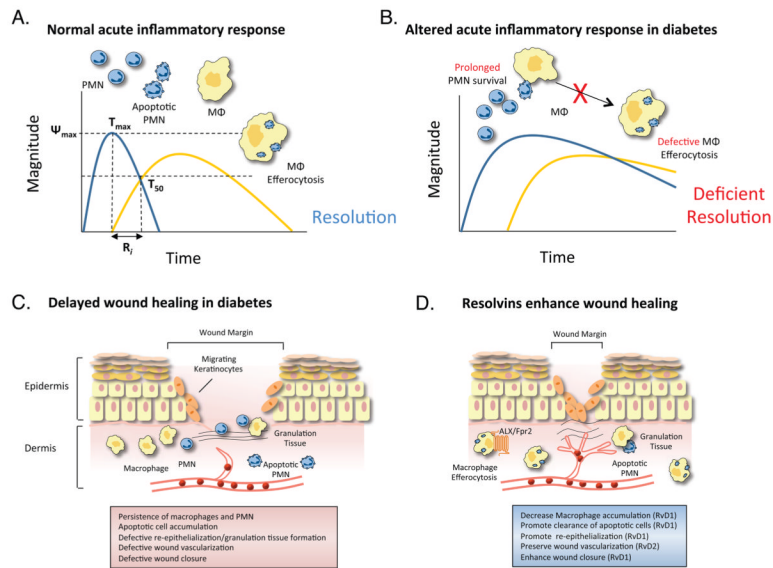 A.
Normal acute inflammatory response
PMN
Apoptotic
PMN
MΦ
Ψmax
Tmax
T50
MΦ
Efferocytosis
Magnitude
Resolution
Ri
Time
B.
Altered acute inflammatory response in diabetes
Prolonged
PMN survival
X
MΦ
Defective MΦ
Efferocytosis
Magnitude
Deficient
Resolution
Time
C.
Delayed wound healing in diabetes
Wound Margin
Migrating
Keratinocytes
Epidermis
Dermis
Granulation
Tissue
Macrophage
PMN
Apoptotic
PMN
Persistence of macrophages and PMN
Apoptotic cell accumulation
Defective re-epithelialization/granulation tissue formation
Defective wound vascularization
Defective wound closure
D.
Resolvins enhance wound healing
Wound Margin
ALX/Fpr2
Granulation
Tissue
Macrophage
Efferocytosis
Apoptotic
PMN
Decrease Macrophage accumulation (RvD1)
Promote clearance of apoptotic cells (RvD1)
Promote re-epithelialization (RvD1)
Preserve wound vascularization (RvD2)
Enhance wound closure (RvD1)